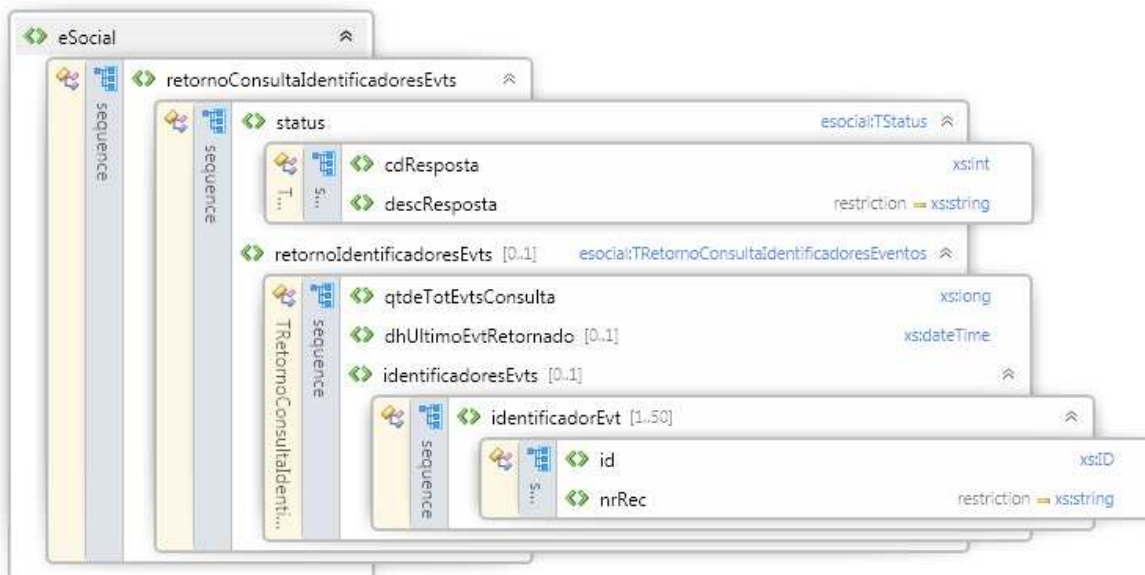 eSocial
sequence
retornoConsultaIdentificadoresEvts
sequence
status esocial:TStatus
T... s...
cdResposta xs:int
descResposta restriction xs:string
retornoIdentificadoresEvts [0..1] esocial:TRetornoConsultaIdentificadoresEventos
TRetornoConsultaIdenti...
sequence
qtdeTotEvtsConsulta xs:long
dhUltimoEvtRetornado [0..1] xs:dateTime
identificadoresEvts [0..1]
sequence
identificadorEvt [1..50]
s...
id xs:ID
nrRec restriction xs:string